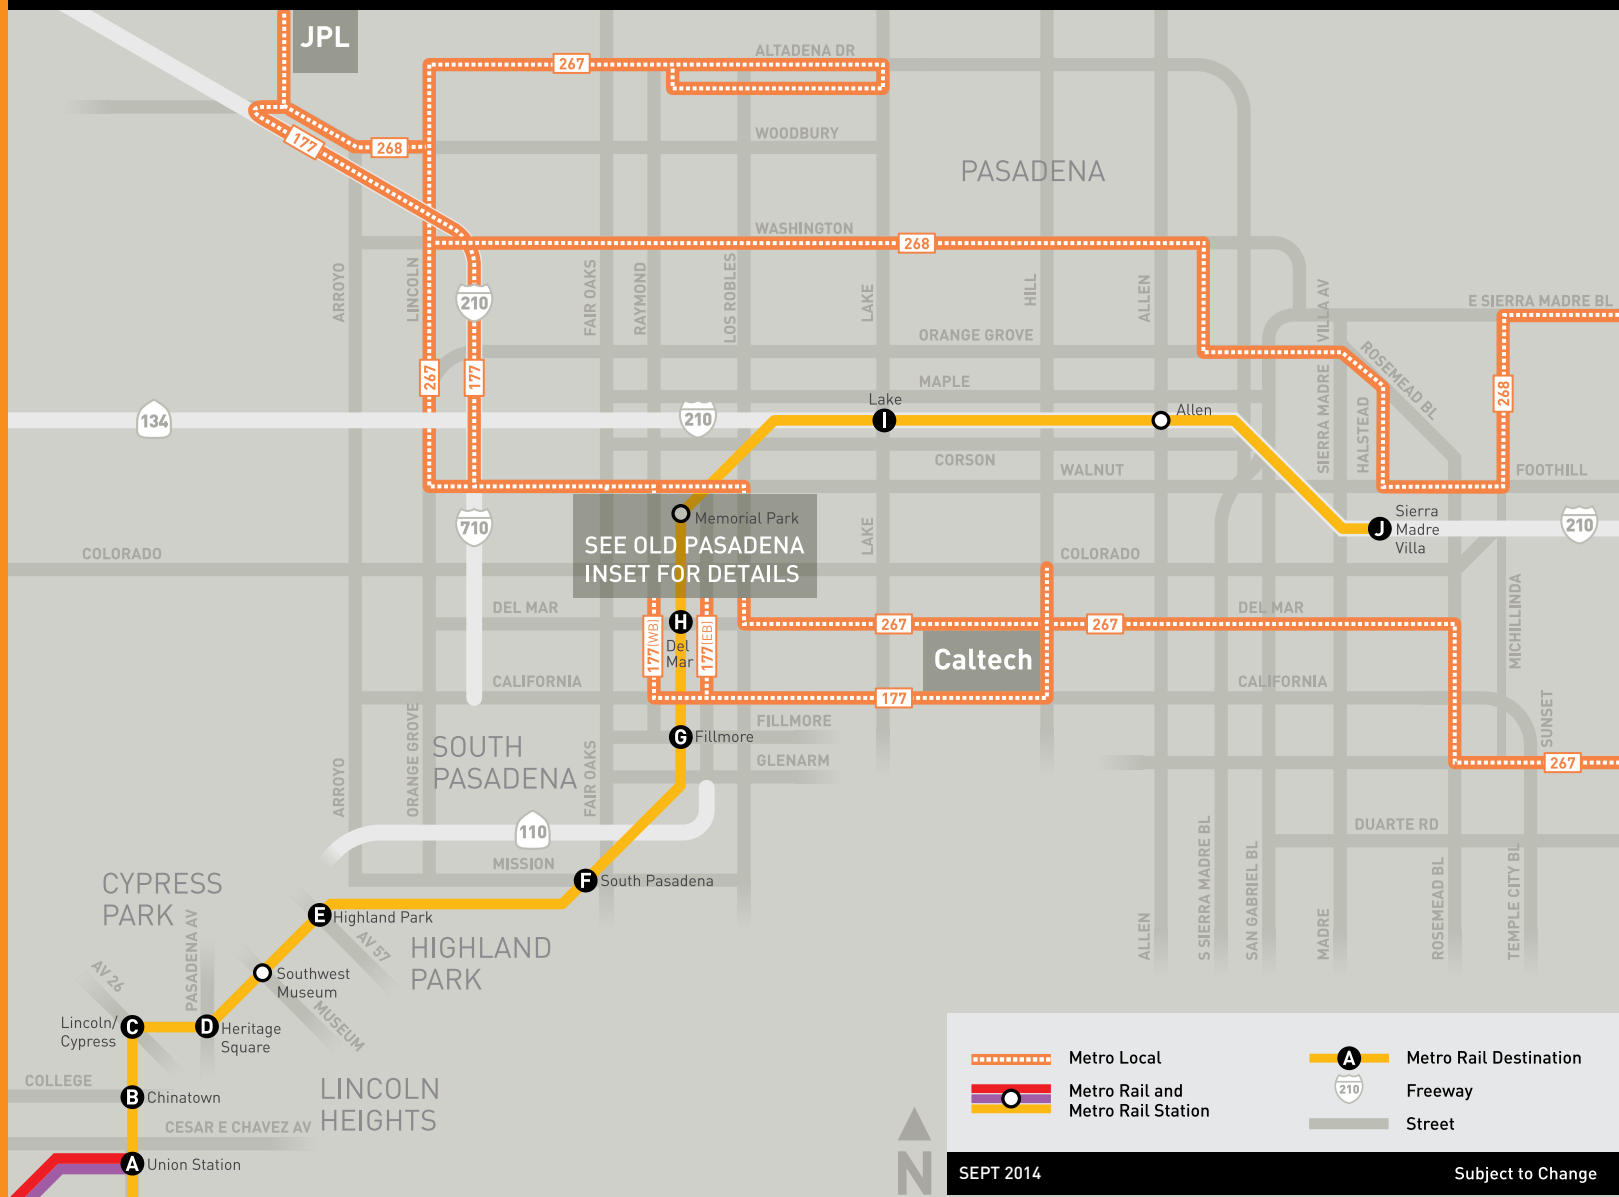 JPL
ALTADENA DR
267
WOODBURY
177
268
PASADENA
WASHINGTON
268
ARROYO
LINCOLN
210
FAIR OAKS
RAYMOND
LOS ROBLES
LAKE
HILL
ALLEN
SIERRA MADRE VILLA AV
E SIERRA MADRE BL
ORANGE GROVE
ROSEMEAD BL
267
177
MAPLE
268
134
210
Lake
I
Allen
HALSTEAD
CORSON
WALNUT
FOOTHILL
710
Memorial Park
SEE OLD PASADENA
INSET FOR DETAILS
LAKE
J
Sierra
Madre
Villa
210
COLORADO
COLORADO
DEL MAR
H
Del
Mar
177(WB)
177(EB)
267
267
DEL MAR
MICHILLINDA
Caltech
CALIFORNIA
177
CALIFORNIA
ORANGE GROVE
FILLMORE
SUNSET
SOUTH
PASADENA
G
Fillmore
GLENARM
267
ARROYO
FAIR OAKS
110
DUARTE RD
MISSION
F
South Pasadena
CYPRESS
PARK
E
Highland Park
PASADENA AV
AV 57
HIGHLAND
PARK
ALLEN
S SIERRA MADRE BL
SAN GABRIEL BL
MADRE
ROSEMEAD BL
TEMPLE CITY BL
AV 26
Southwest
Museum
MUSEUM
Lincoln/
Cypress
C
D
Heritage
Square
COLLEGE
B
Chinatown
LINCOLN
HEIGHTS
CESAR E CHAVEZ AV
A
Union Station
N
Metro Local
Metro Rail and
Metro Rail Station
A
Metro Rail Destination
210
Freeway
Street
SEPT 2014
Subject to Change